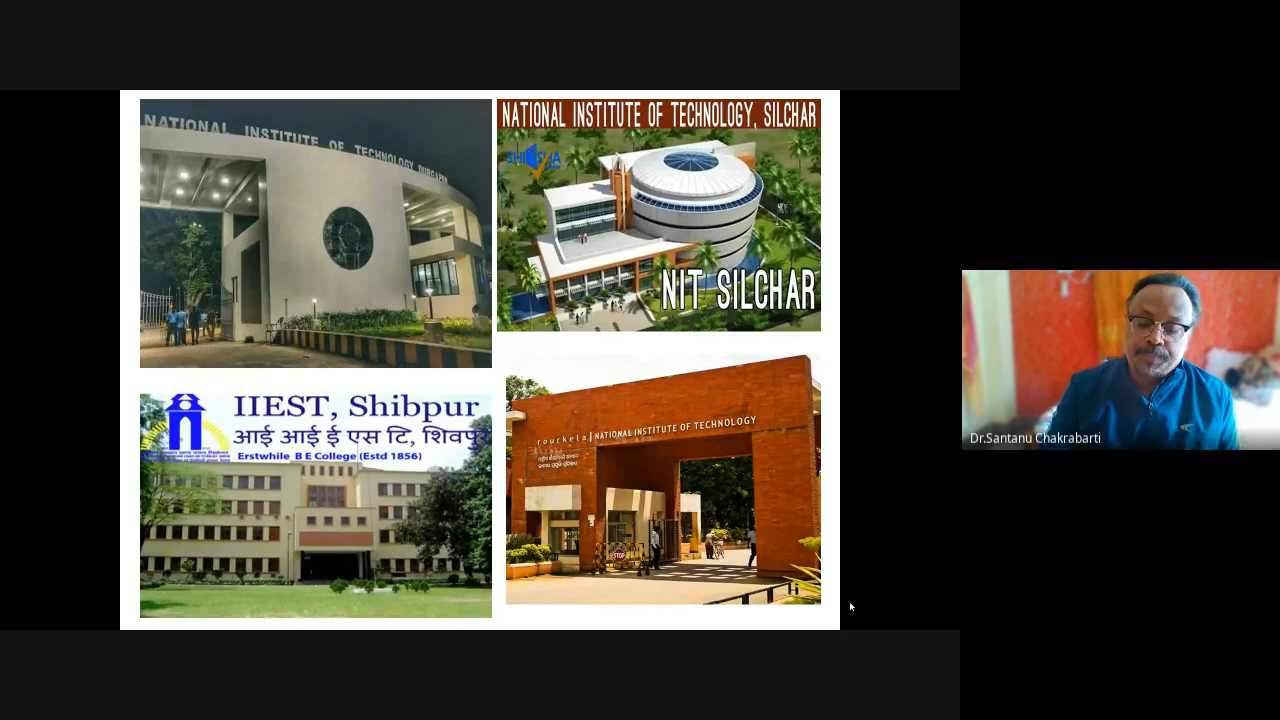 NATIONAL INSTITUTE OF TECHNOLOGY DURGAPUR
NATIONAL INSTITUTE OF TECHNOLOGY, SILCHAR
SHIKSHA
NIT SILCHAR
IIEST, Shibpur
आई आई ई एस टि, शिवपुर
Erstwhile B E College (Estd 1856)
rourkela | NATIONAL INSTITUTE OF TECHNOLOGY
STOP
Dr.Santanu Chakrabarti